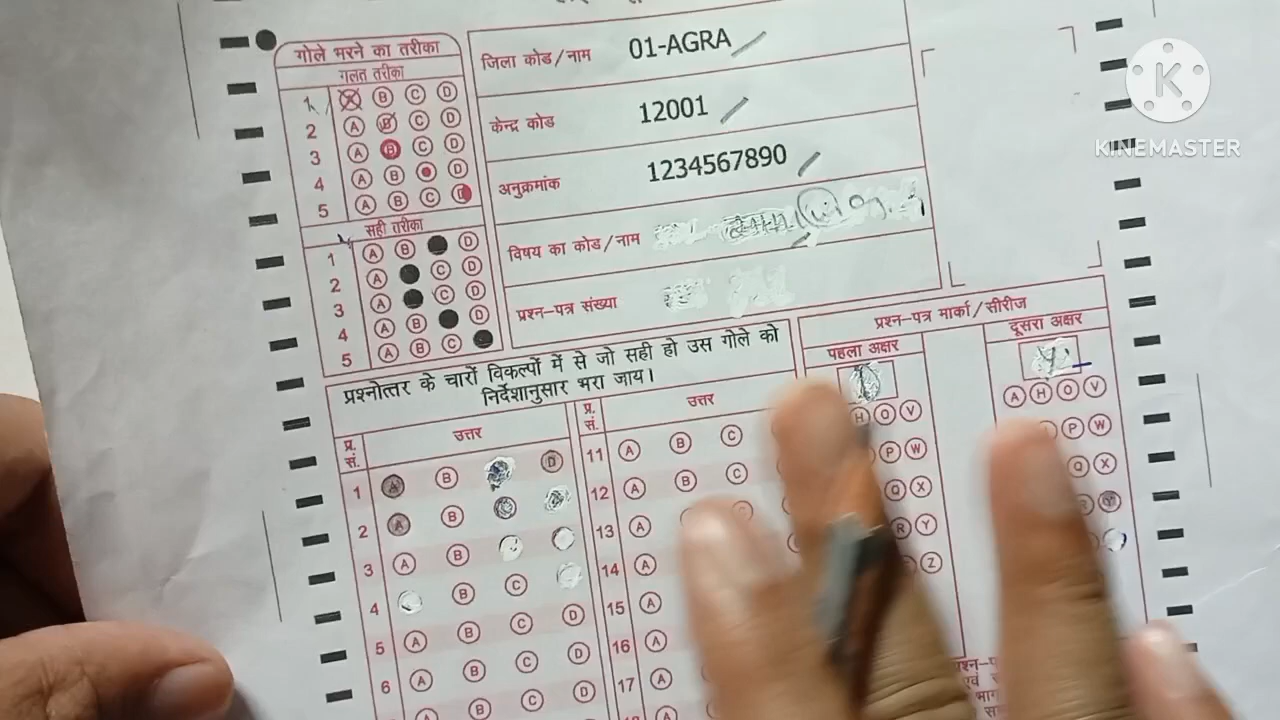 गोले भरने का तरीका
गलत तरीका
1 B C D
2 A B C D
3 A B C D
4 A B D
5 A B C
सही तरीका
1 A B D
2 A C D
3 A C D
4 A B D
5 A B C
जिला कोड/नाम 01-AGRA
केन्द्र कोड 12001
अनुक्रमांक 1234567890
विषय का कोड/नाम
प्रश्न-पत्र संख्या
प्रश्नोत्तर के चारों विकल्पों में से जो सही हो उस गोले को
निर्देशानुसार भरा जाय।
प्रश्न-पत्र मार्का/सीरीज
पहला अक्षर
दूसरा अक्षर
H O V
P W
Q X
R Y
Z
A H O V
P W
Q X
Y
प्र. सं. उत्तर
1 A B D
2 A B
3 A B
4 B C
5 A B C D
6 A B C D
B C D
प्र. सं. उत्तर
11 A B C
12 A B C
13 A
14 A
15 A
16 A
17 A
KINEMASTER